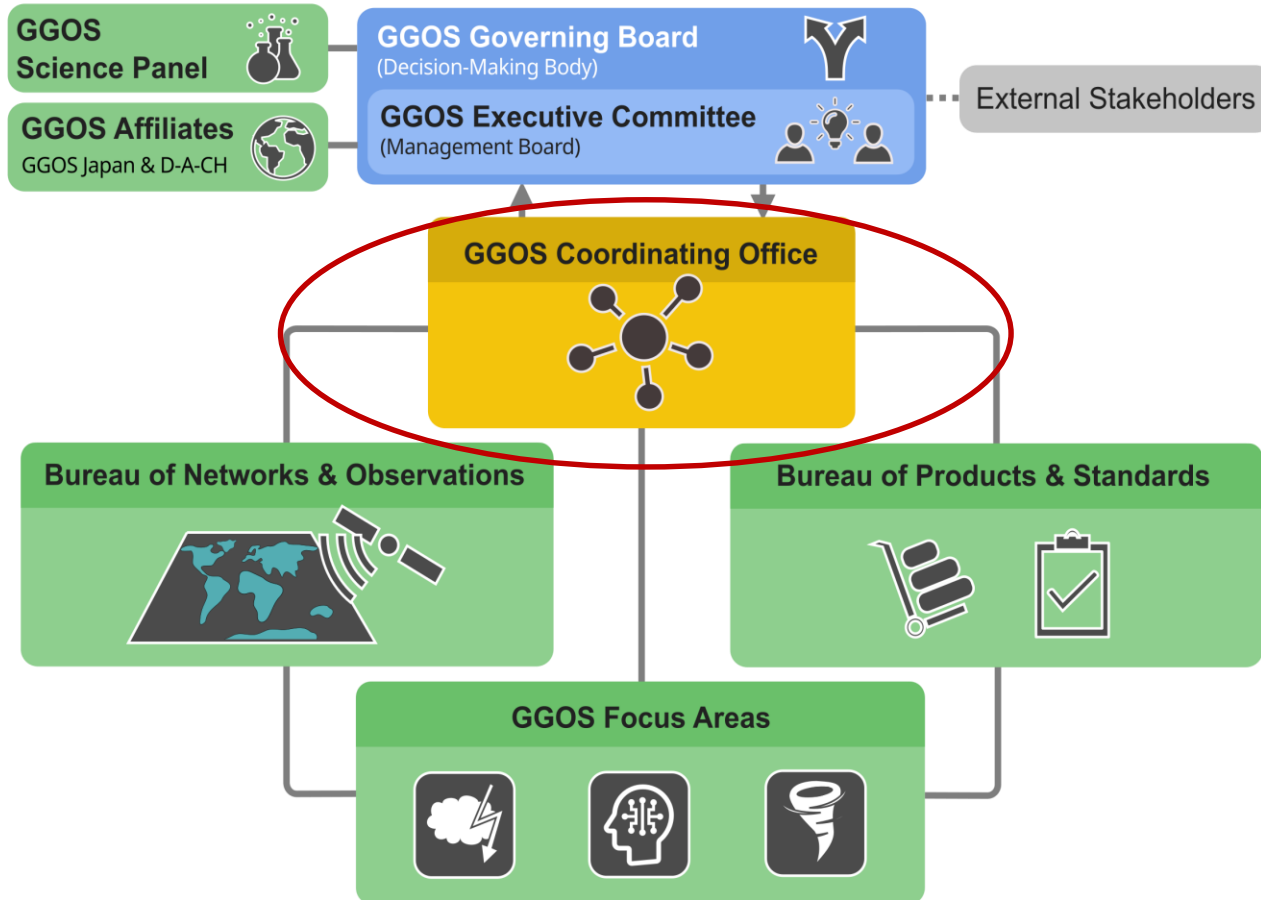 GGOS
Science Panel
GGOS Affiliates
GGOS Japan & D-A-CH
GGOS Governing Board
(Decision-Making Body)
GGOS Executive Committee
(Management Board)
External Stakeholders
GGOS Coordinating Office
Bureau of Networks & Observations
Bureau of Products & Standards
GGOS Focus Areas